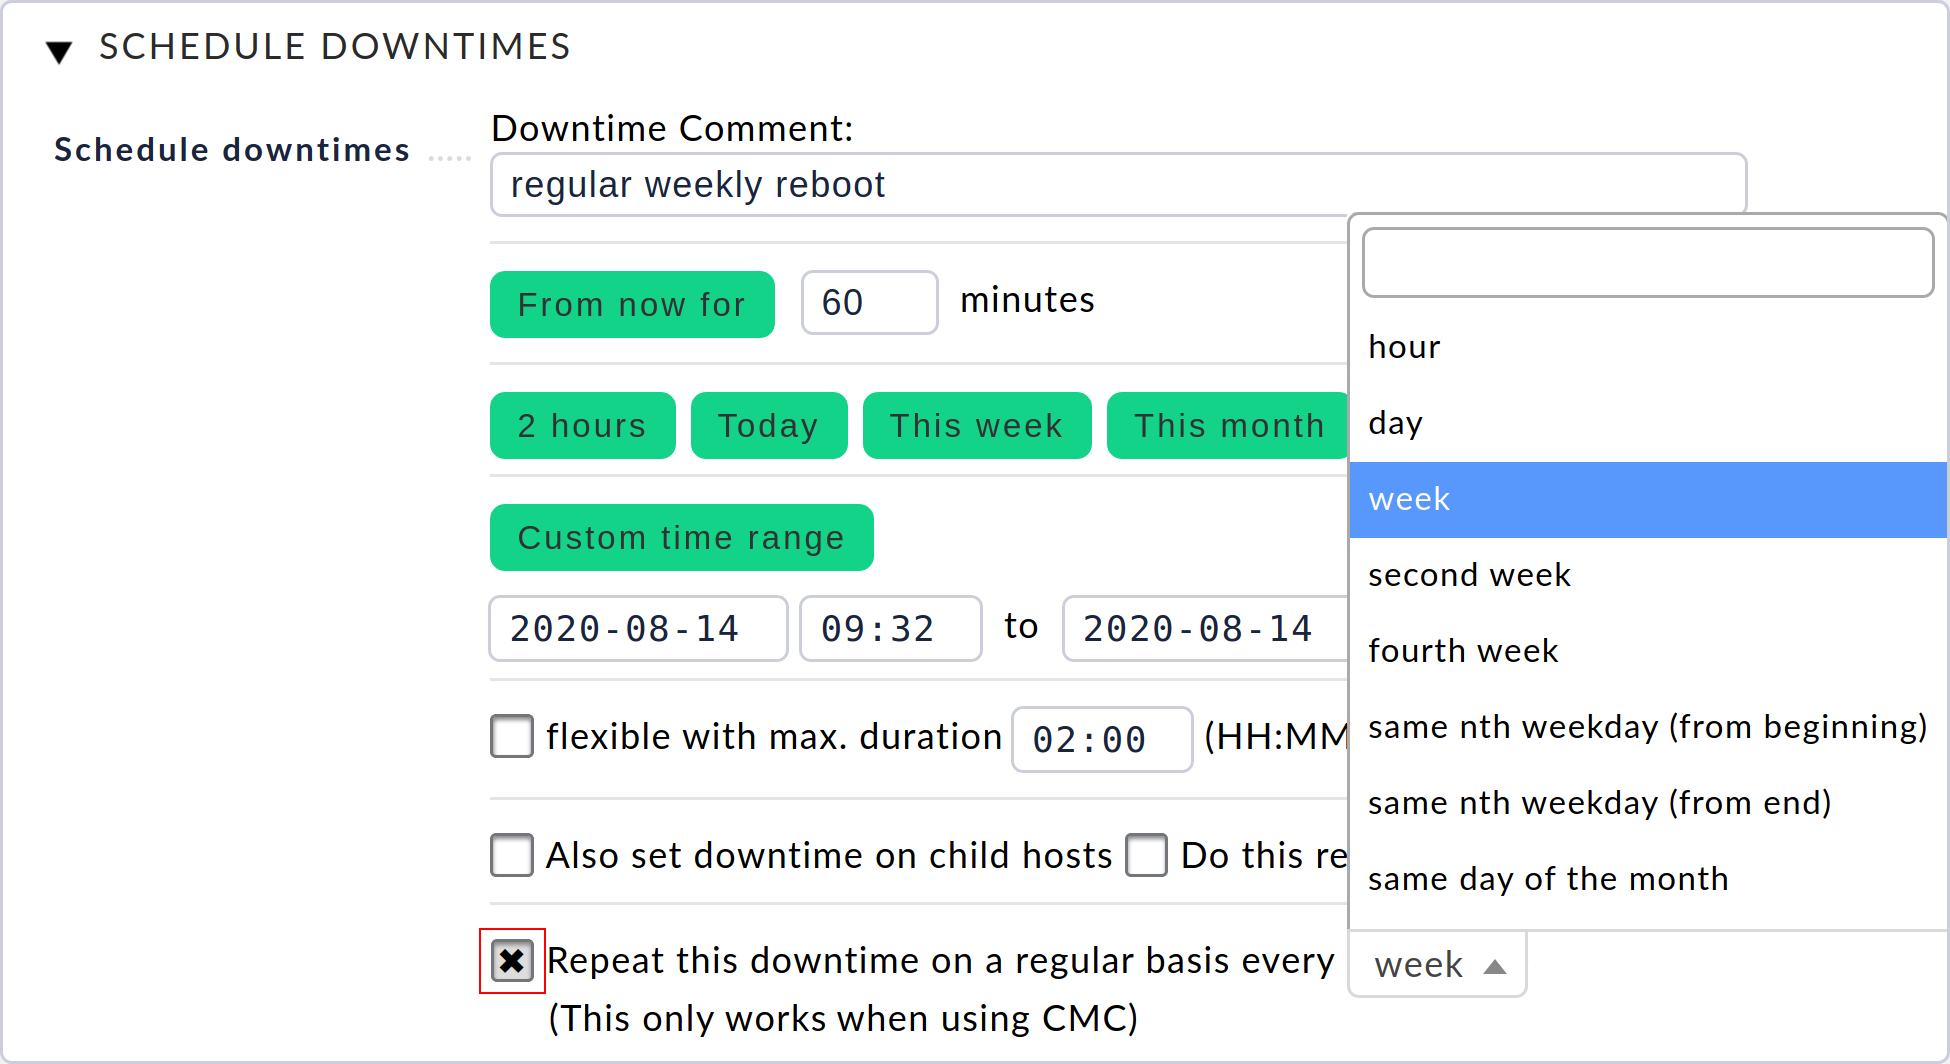 SCHEDULE DOWNTIMES
Schedule downtimes
Downtime Comment:
regular weekly reboot
From now for 60 minutes
2 hours Today This week This month
Custom time range
2020-08-14 09:32 to 2020-08-14
flexible with max. duration 02:00 (HH:MM
Also set downtime on child hosts Do this re
Repeat this downtime on a regular basis every week
(This only works when using CMC)
hour
day
week
second week
fourth week
same nth weekday (from beginning)
same nth weekday (from end)
same day of the month